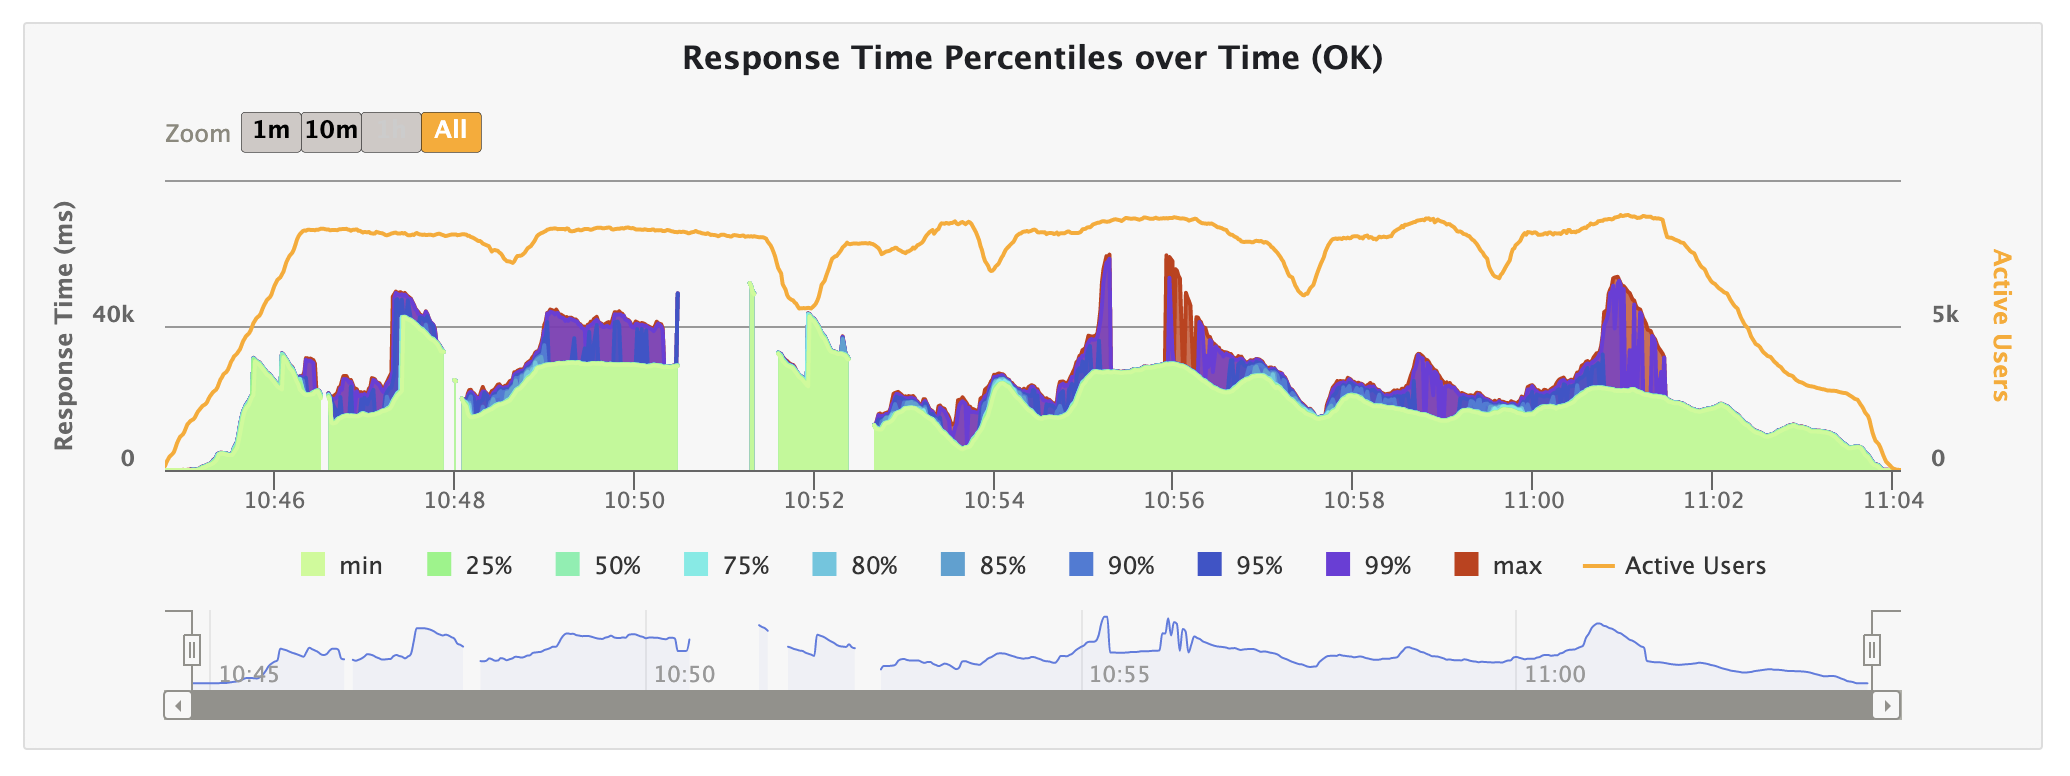 Response Time Percentiles over Time (OK)
Zoom 1m 10m 1h All
Response Time (ms)
40k
0
Active Users
5k
0
10:46 10:48 10:50 10:52 10:54 10:56 10:58 11:00 11:02 11:04
min 25% 50% 75% 80% 85% 90% 95% 99% max Active Users
10:45 10:50 10:55 11:00